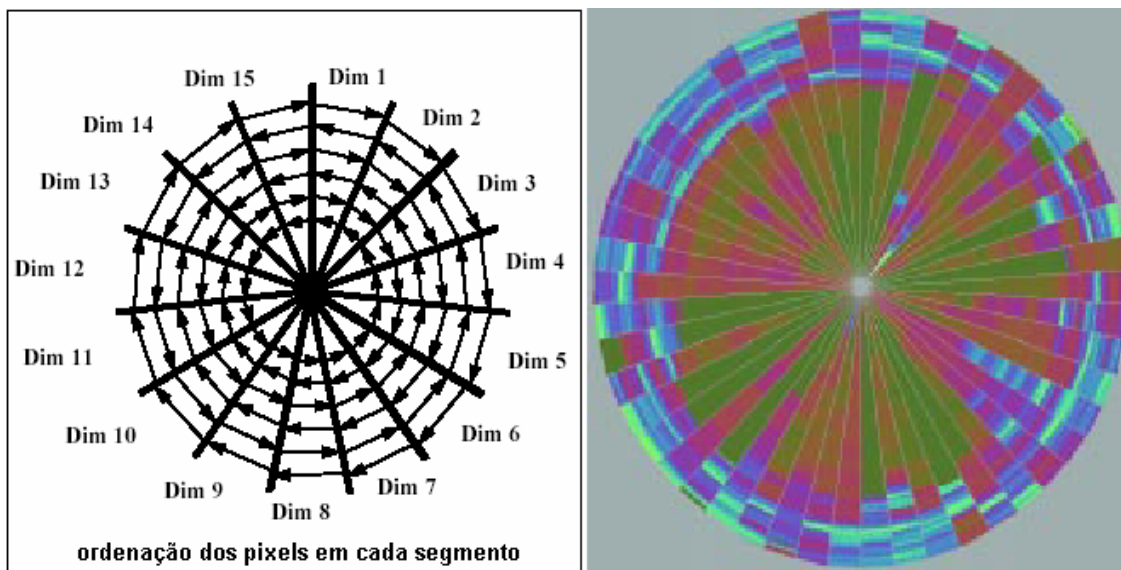 Dim 1
Dim 2
Dim 3
Dim 4
Dim 5
Dim 6
Dim 7
Dim 8
Dim 9
Dim 10
Dim 11
Dim 12
Dim 13
Dim 14
Dim 15
ordenação dos pixels em cada segmento